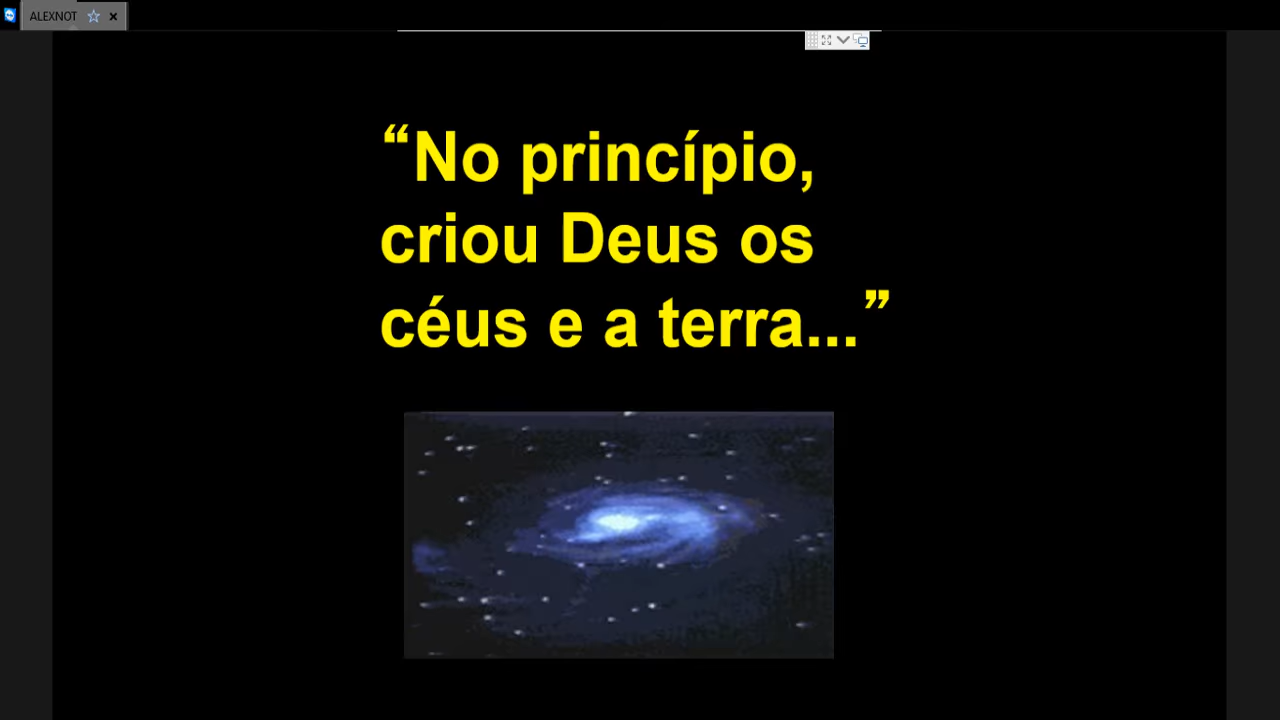 ALEXNOT
“No princípio,
criou Deus os
céus e a terra...”